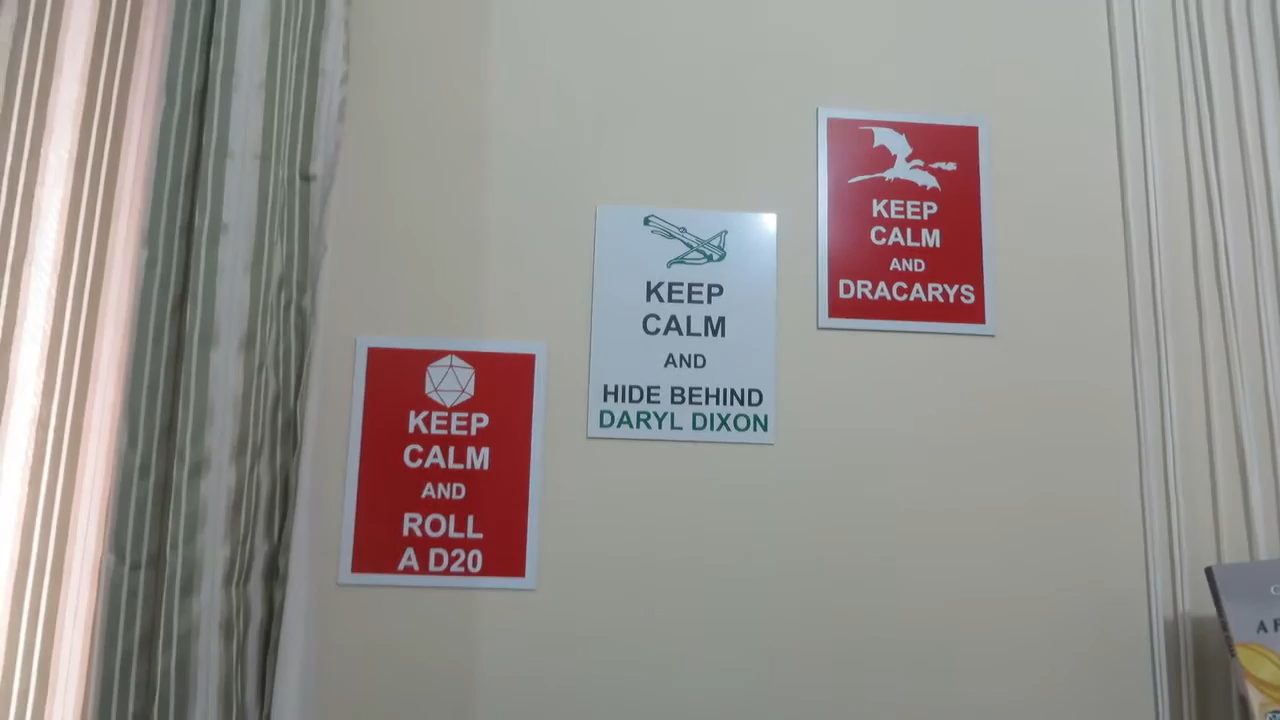 KEEP
CALM
AND
ROLL
A D20
KEEP
CALM
AND
HIDE BEHIND
DARYL DIXON
KEEP
CALM
AND
DRACARYS
A